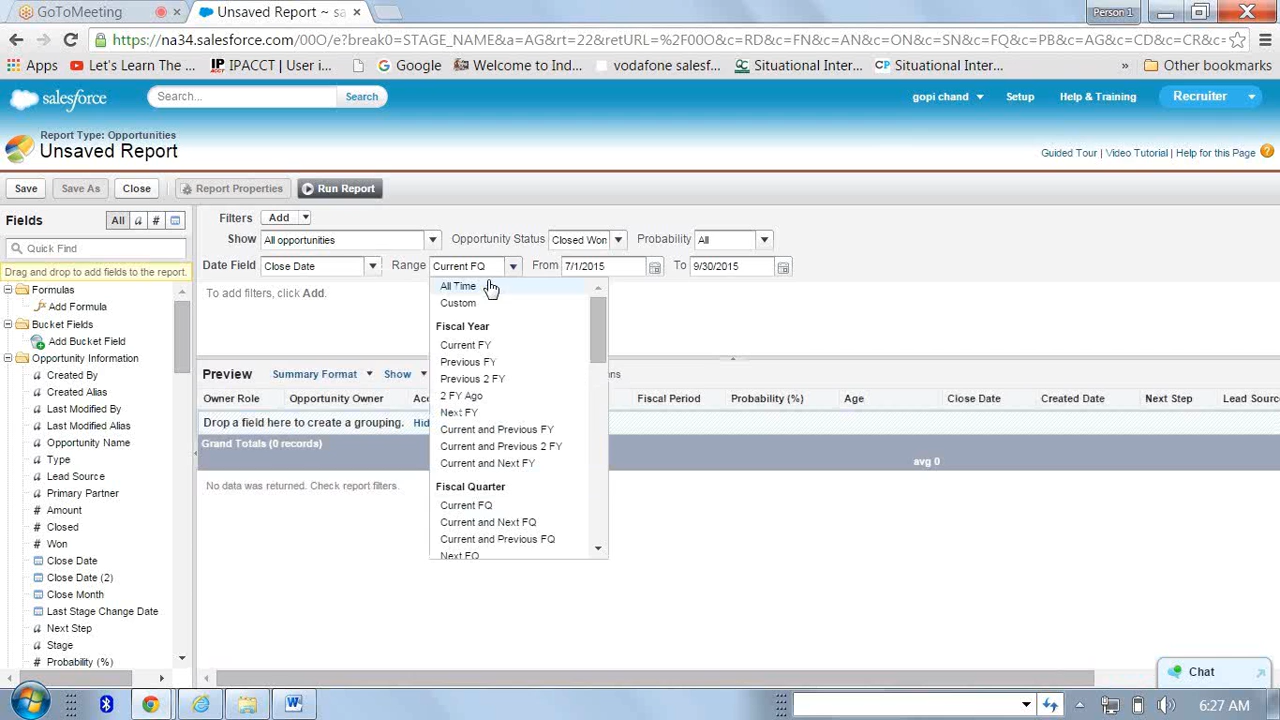 GoToMeeting
Unsaved Report ~ sa
Person 1
https://na34.salesforce.com/00O/e?break0=STAGE_NAME&a=AG&rt=22&retURL=%2F00O&c=RD&c=FN&c=AN&c=ON&c=SN&c=FQ&c=PB&c=AG&c=CD&c=CR&c=
Apps
Let's Learn The ...
IPACCT | User i...
Google
Welcome to Ind...
vodafone salesf...
Situational Inter...
CP Situational Inter...
»
Other bookmarks
salesforce
Search...
Search
gopi chand
Setup
Help & Training
Recruiter
Report Type: Opportunities
Unsaved Report
Guided Tour | Video Tutorial | Help for this Page ?
Save
Save As
Close
Report Properties
Run Report
Fields
All
a
#
Filters
Add
Quick Find
Show
All opportunities
Opportunity Status
Closed Won
Probability
All
Drag and drop to add fields to the report.
Date Field
Close Date
Range
Current FQ
From
7/1/2015
To
9/30/2015
To add filters, click Add.
All Time
Custom
Fiscal Year
Current FY
Previous FY
Previous 2 FY
2 FY Ago
Next FY
Current and Previous FY
Current and Previous 2 FY
Current and Next FY
Fiscal Quarter
Current FQ
Current and Next FQ
Current and Previous FQ
Next FQ
Formulas
fx Add Formula
Bucket Fields
Add Bucket Field
Opportunity Information
a Created By
a Created Alias
a Last Modified By
a Last Modified Alias
a Opportunity Name
a Type
a Lead Source
a Primary Partner
# Amount
# Closed
# Won
Close Date
Close Date (2)
Close Month
Last Stage Change Date
a Next Step
a Stage
# Probability (%)
Preview
Summary Format
Show
Owner Role
Opportunity Owner
Acc
Fiscal Period
Probability (%)
Age
Close Date
Created Date
Next Step
Lead Sourc
Drop a field here to create a grouping.
Hid
Grand Totals (0 records)
avg 0
No data was returned. Check report filters.
Chat
6:27 AM